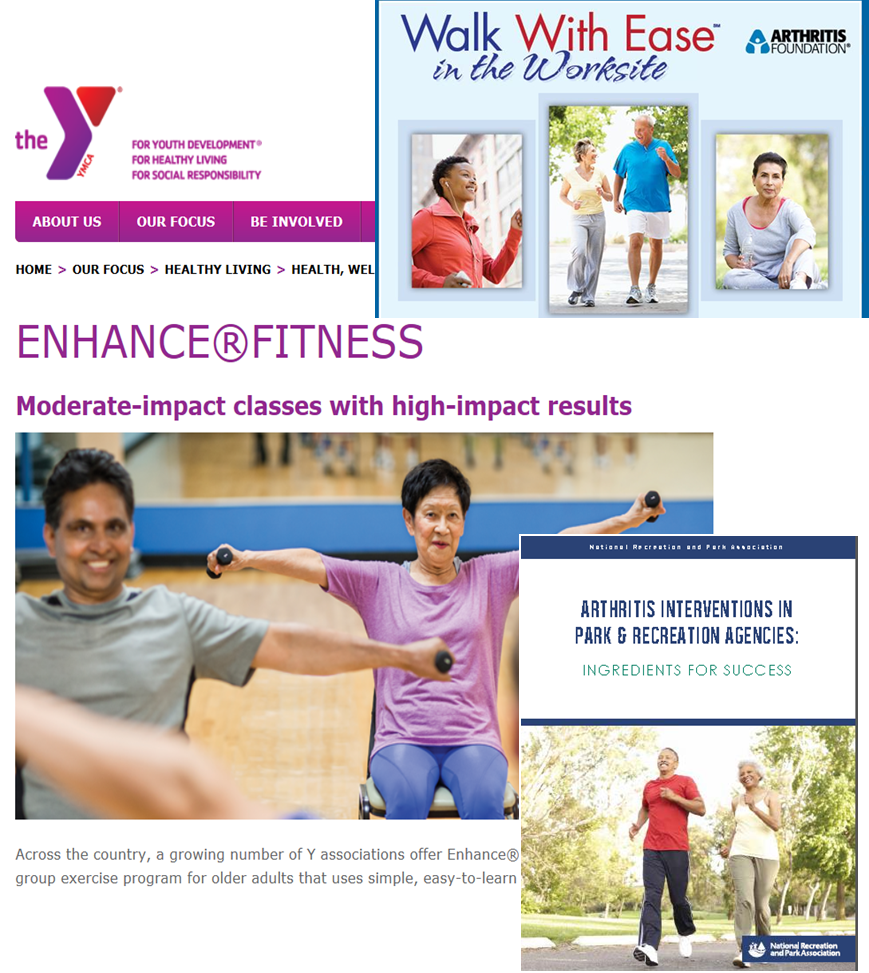 the
YMCA
FOR YOUTH DEVELOPMENT®
FOR HEALTHY LIVING
FOR SOCIAL RESPONSIBILITY
ABOUT US
OUR FOCUS
BE INVOLVED
HOME > OUR FOCUS > HEALTHY LIVING > HEALTH, WEL
Walk With Ease™
in the Worksite
ARTHRITIS
FOUNDATION®
ENHANCE®FITNESS
Moderate-impact classes with high-impact results
Across the country, a growing number of Y associations offer Enhance®
group exercise program for older adults that uses simple, easy-to-learn
National Recreation and Park Association
ARTHRITIS INTERVENTIONS IN
PARK & RECREATION AGENCIES:
INGREDIENTS FOR SUCCESS
National Recreation
and Park Association